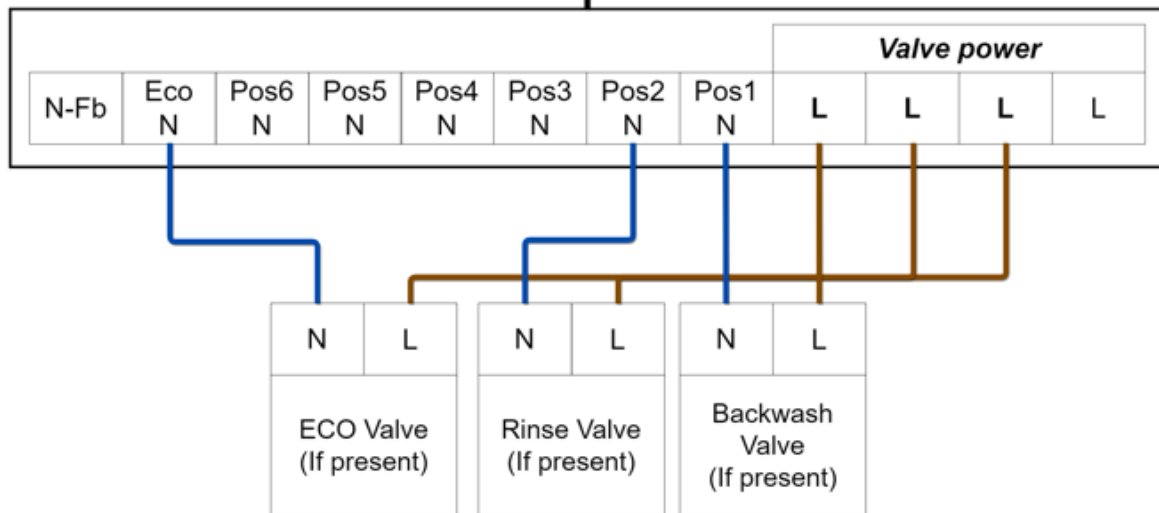 Valve power
N-Fb
Eco
N
Pos6
N
Pos5
N
Pos4
N
Pos3
N
Pos2
N
Pos1
N
L
L
L
L
N
L
ECO Valve
(If present)
N
L
Rinse Valve
(If present)
N
L
Backwash
Valve
(If present)